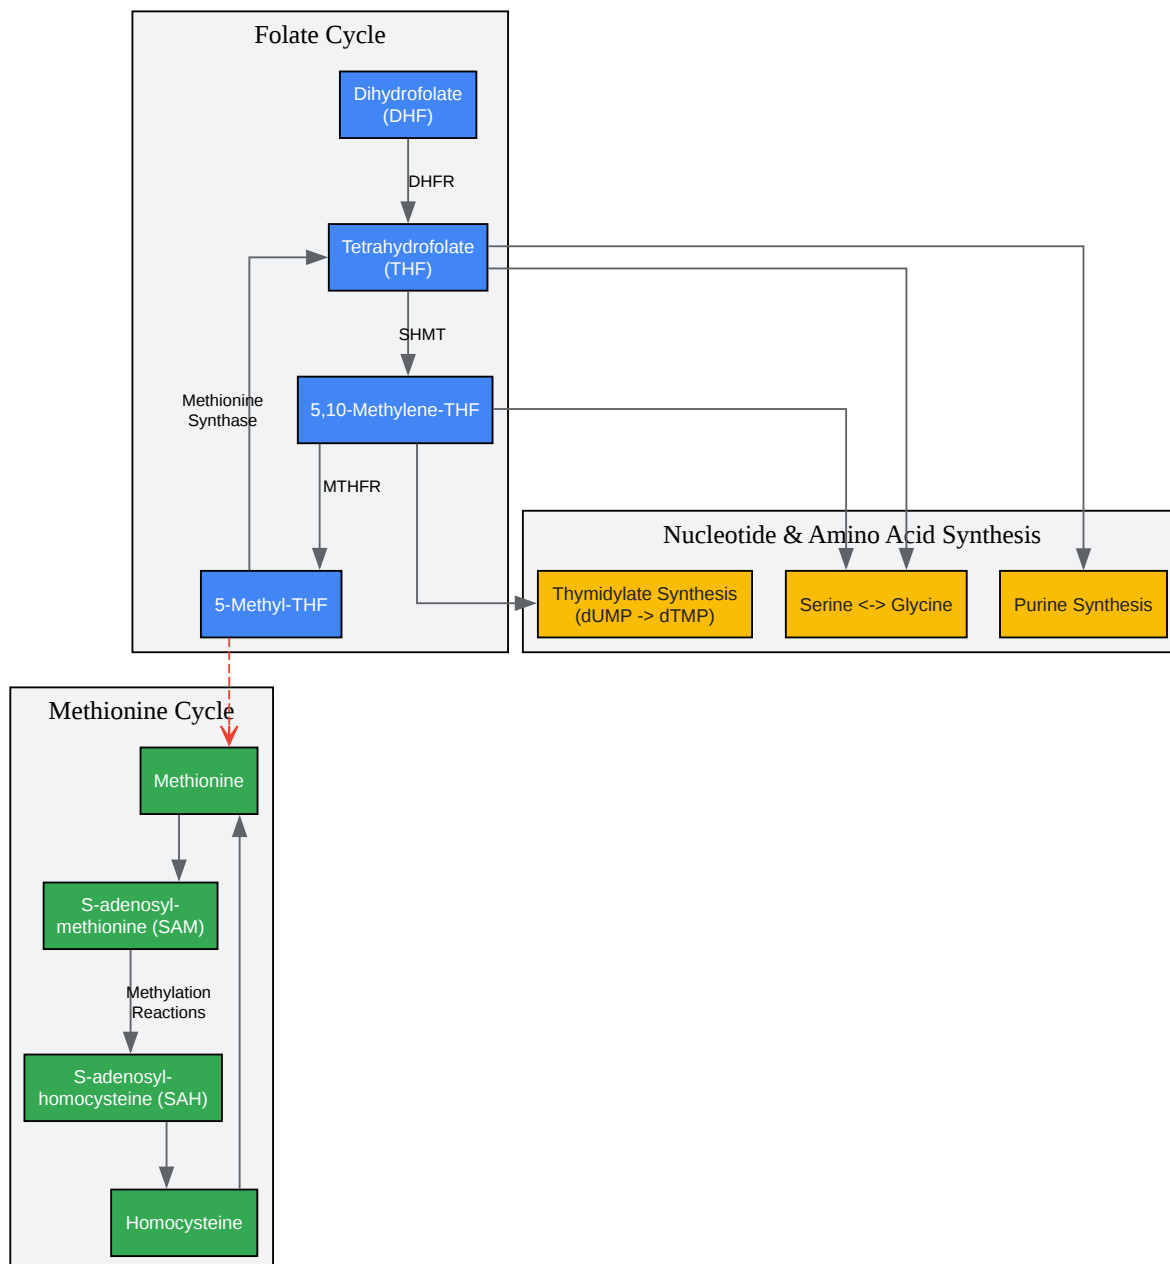 Folate Cycle
Dihydrofolate
(DHF)
DHFR
Tetrahydrofolate
(THF)
SHMT
Methionine
Synthase
5,10-Methylene-THF
MTHFR
5-Methyl-THF
Nucleotide & Amino Acid Synthesis
Thymidylate Synthesis
(dUMP -> dTMP)
Serine <-> Glycine
Purine Synthesis
Methionine Cycle
Methionine
S-adenosyl-
methionine (SAM)
Methylation
Reactions
S-adenosyl-
homocysteine (SAH)
Homocysteine